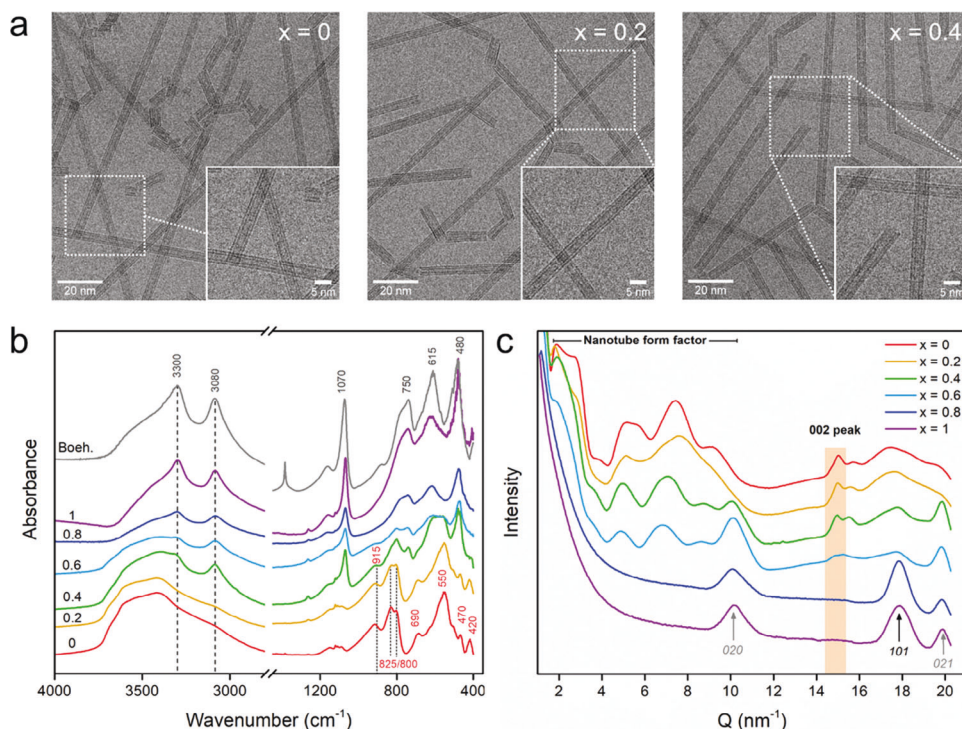 a
x = 0
x = 0.2
x = 0.4
20 nm
5 nm
20 nm
5 nm
20 nm
5 nm
b
3300
3080
1070
750
615
480
Boeh.
1
0.8
0.6
0.4
0.2
0
915
825/800
690
550
470
420
Absorbance
4000
3000
1200
800
400
Wavenumber (cm⁻¹)
c
Nanotube form factor
x = 0
x = 0.2
x = 0.4
x = 0.6
x = 0.8
x = 1
002 peak
020
101
021
Intensity
2 4 6 8 10 12 14 16 18 20
Q (nm⁻¹)